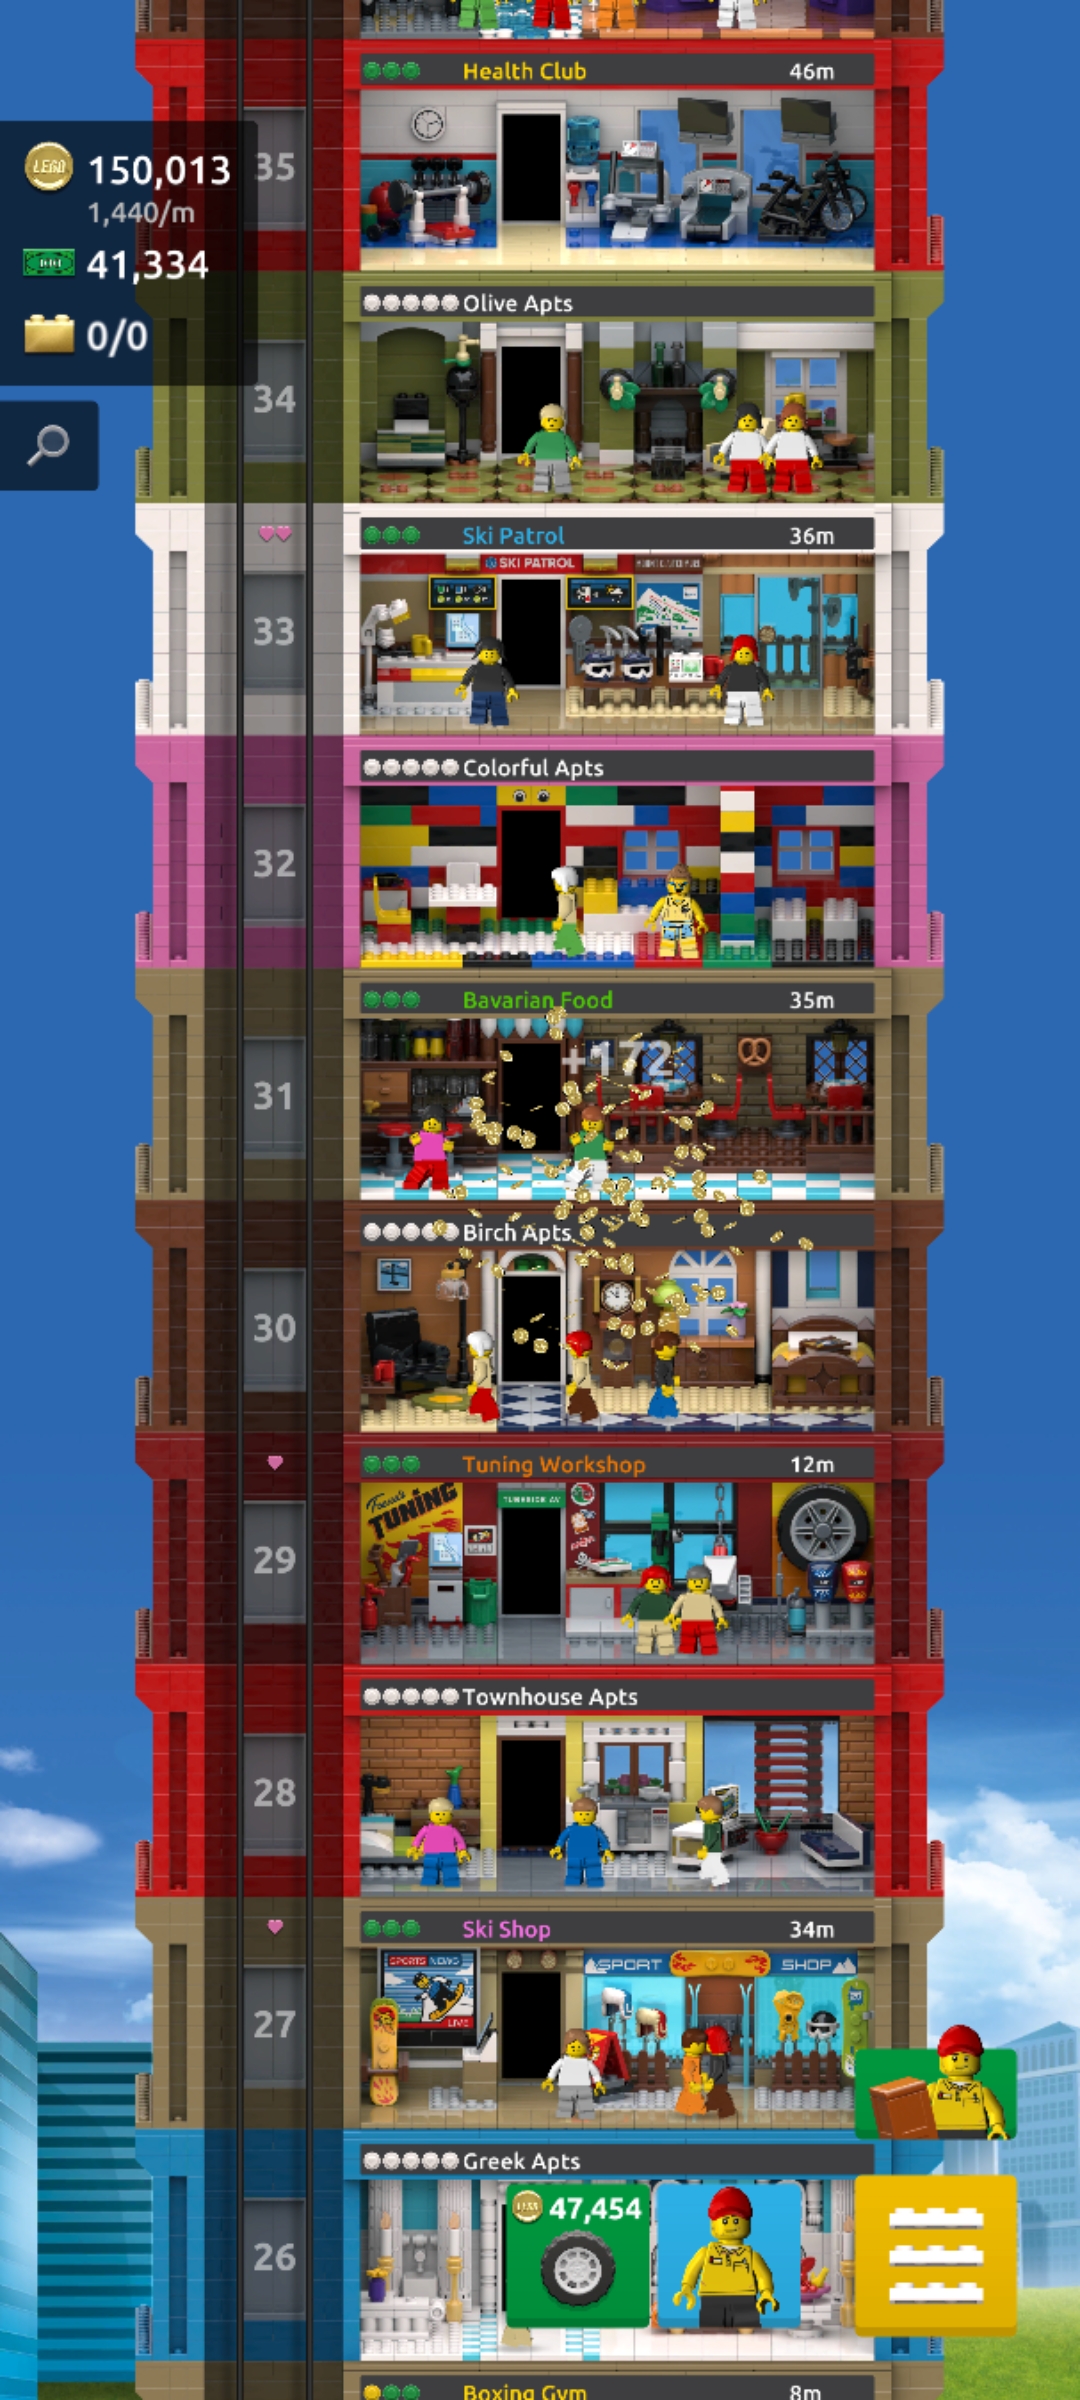 Health Club 46m
LEGO 150,013
1,440/m
41,334
0/0
35
Olive Apts
34
Ski Patrol 36m
SKI PATROL
33
Colorful Apts
32
Bavarian Food 35m
+172
31
Birch Apts
30
Tuning Workshop 12m
TUNING
29
Townhouse Apts
28
Ski Shop 34m
SPORTS NEWS
SPORT SHOP
LIVE
27
Greek Apts
47,454
26
Boxing Gym 8m